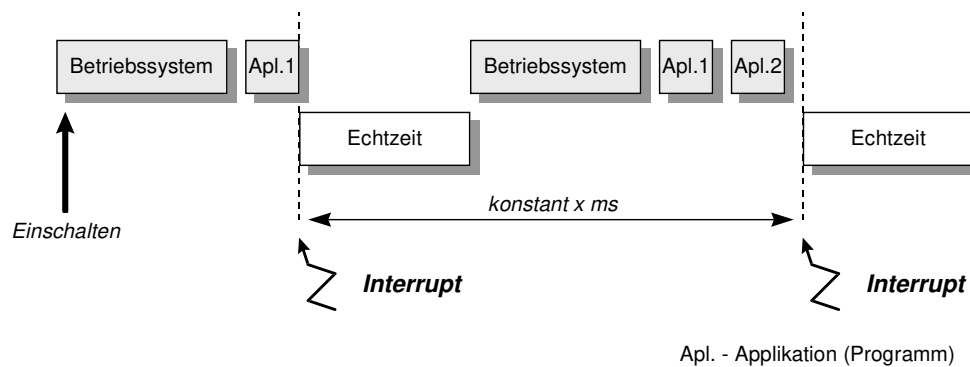 Betriebssystem Apl.1 Betriebssystem Apl.1 Apl.2
Echtzeit Echtzeit
konstant x ms
Einschalten
Interrupt Interrupt
Apl. - Applikation (Programm)